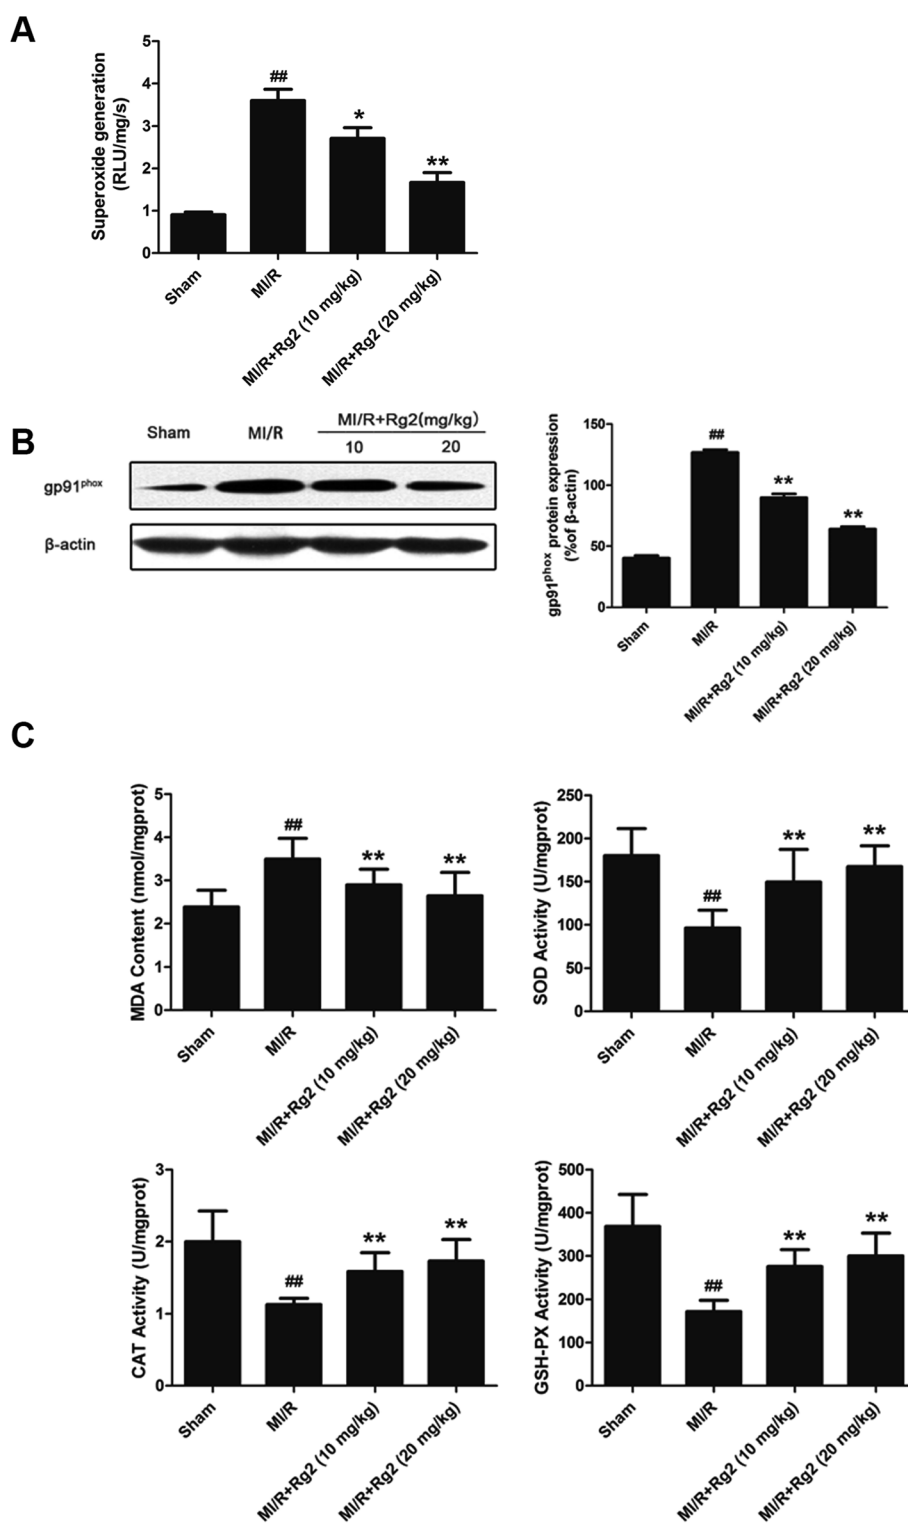 A
Superoxide generation
(RLU/mg/s)
5
4
3
2
1
0
##
*
**
Sham
MI/R
MI/R+Rg2 (10 mg/kg)
MI/R+Rg2 (20 mg/kg)
B
Sham
MI/R
MI/R+Rg2(mg/kg)
10
20
gp91phox
β-actin
gp91phox protein expression
(%of β-actin)
150
100
50
0
##
**
**
Sham
MI/R
MI/R+Rg2 (10 mg/kg)
MI/R+Rg2 (20 mg/kg)
C
MDA Content (nmol/mgprot)
5
4
3
2
1
0
##
**
**
Sham
MI/R
MI/R+Rg2 (10 mg/kg)
MI/R+Rg2 (20 mg/kg)
SOD Activity (U/mgprot)
250
200
150
100
50
0
##
**
**
Sham
MI/R
MI/R+Rg2 (10 mg/kg)
MI/R+Rg2 (20 mg/kg)
CAT Activity (U/mgprot)
3
2
1
0
##
**
**
Sham
MI/R
MI/R+Rg2 (10 mg/kg)
MI/R+Rg2 (20 mg/kg)
GSH-PX Activity (U/mgprot)
500
400
300
200
100
0
##
**
**
Sham
MI/R
MI/R+Rg2 (10 mg/kg)
MI/R+Rg2 (20 mg/kg)